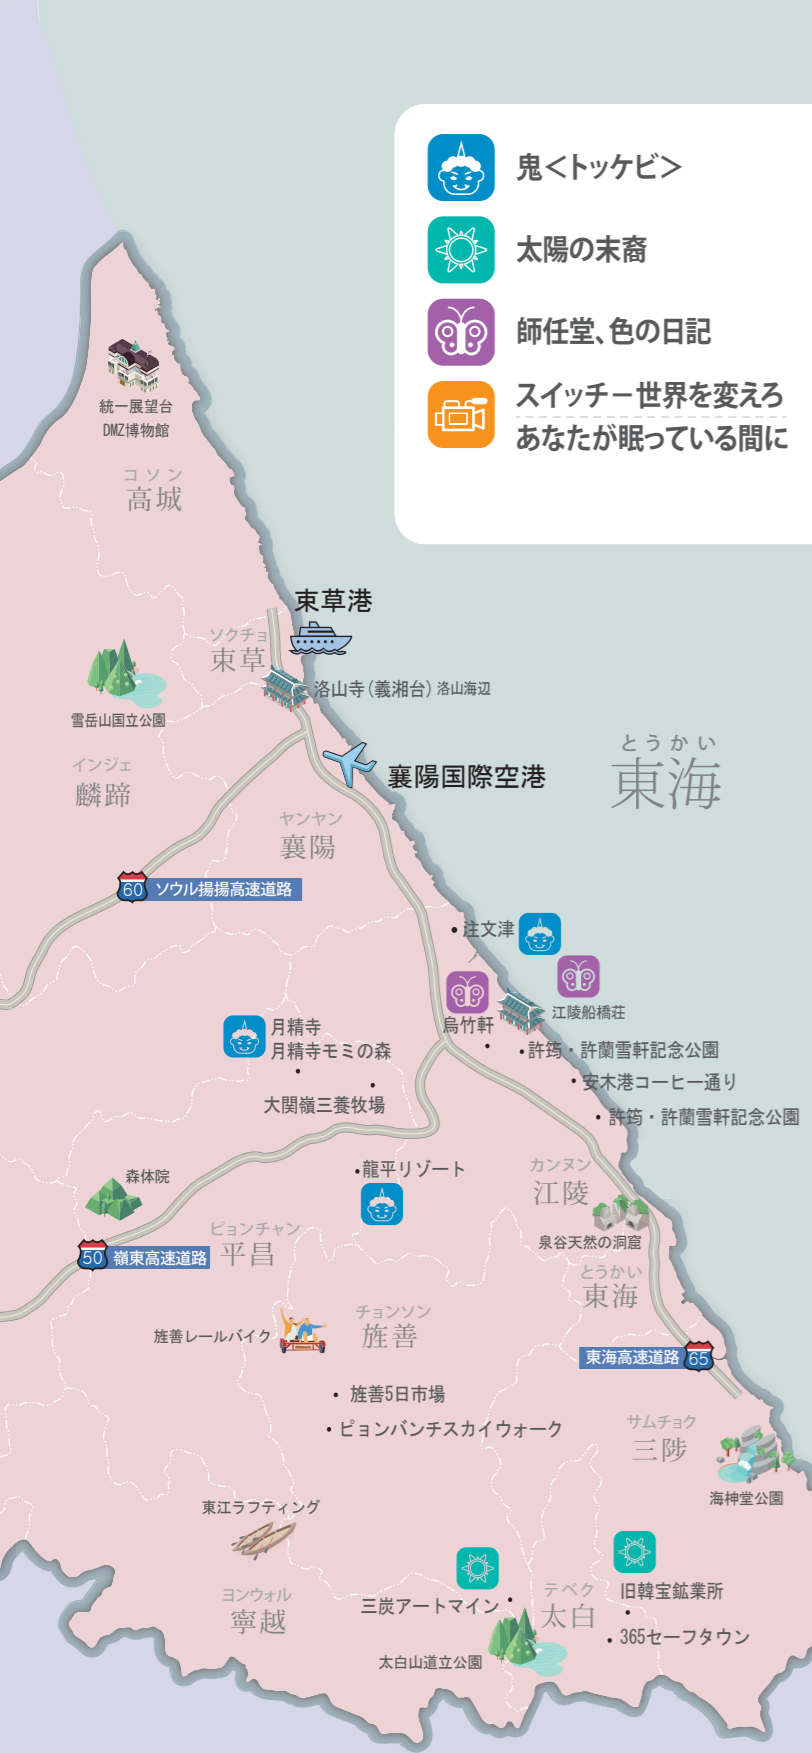 鬼＜トッケビ＞
太陽の末裔
師任堂、色の日記
スイッチー世界を変えろ
あなたが眠っている間に
統一展望台
DMZ博物館
コソン
高城
束草港
ソクチョ
束草
洛山寺(義湘台) 洛山海辺
雪岳山国立公園
とうかい
東海
インジェ
麟蹄
襄陽国際空港
ヤンヤン
襄陽
60 ソウル揚揚高速道路
注文津
江陵船橋荘
烏竹軒
月精寺
月精寺モミの森
許筠・許蘭雪軒記念公園
安木港コーヒー通り
大関嶺三養牧場
許筠・許蘭雪軒記念公園
龍平リゾート
カンヌン
江陵
森体院
ピョンチャン
平昌
泉谷天然の洞窟
50 嶺東高速道路
とうかい
東海
チョンソン
旌善
旌善レールバイク
東海高速道路 65
旌善5日市場
ピョンバンチスカイウォーク
サムチョク
三陟
海神堂公園
東江ラフティング
ヨンウォル
寧越
三炭アートマイン
テベク
太白
旧韓宝鉱業所
365セーフタウン
太白山道立公園